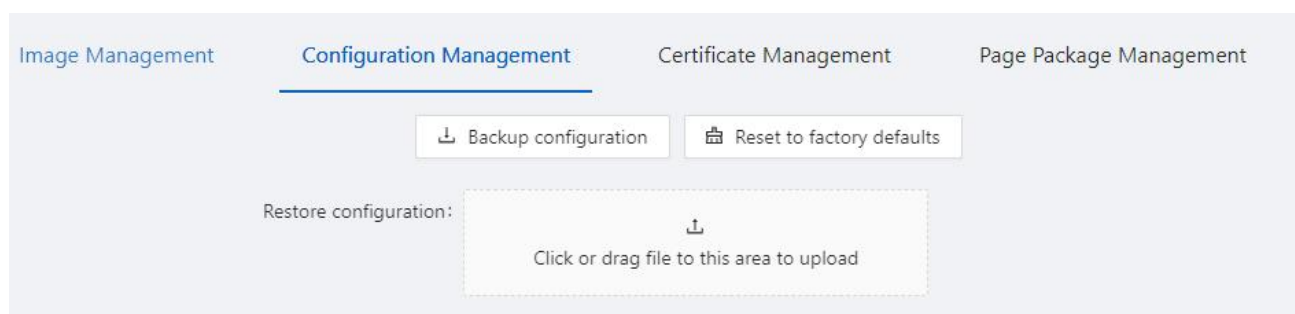 Image Management Configuration Management Certificate Management Page Package Management
Backup configuration Reset to factory defaults
Restore configuration:
Click or drag file to this area to upload